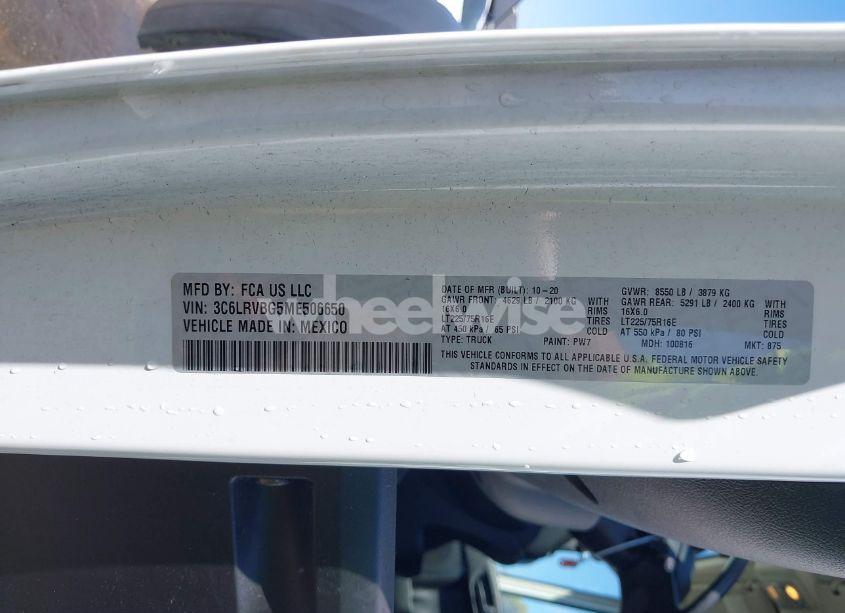 MFD BY: FCA US LLC
VIN: 3C6LRVBG5ME506650
VEHICLE MADE IN: MEXICO
DATE OF MFR (BUILT): 10-20
GVWR: 8550 LB / 3879 KG
GAWR FRONT: 4629 LB / 2100 KG WITH
16X6.0 RIMS
LT225/75R16E
AT 450 kPa / 65 PSI COLD
GAWR REAR: 5291 LB / 2400 KG WITH
16X6.0 RIMS
LT225/75R16E
AT 550 kPa / 80 PSI COLD
TYPE: TRUCK PAINT: PW7 MDH: 100816 MKT: 875
THIS VEHICLE CONFORMS TO ALL APPLICABLE U.S.A. FEDERAL MOTOR VEHICLE SAFETY
STANDARDS IN EFFECT ON THE DATE OF MANUFACTURE SHOWN ABOVE.
wheelwise